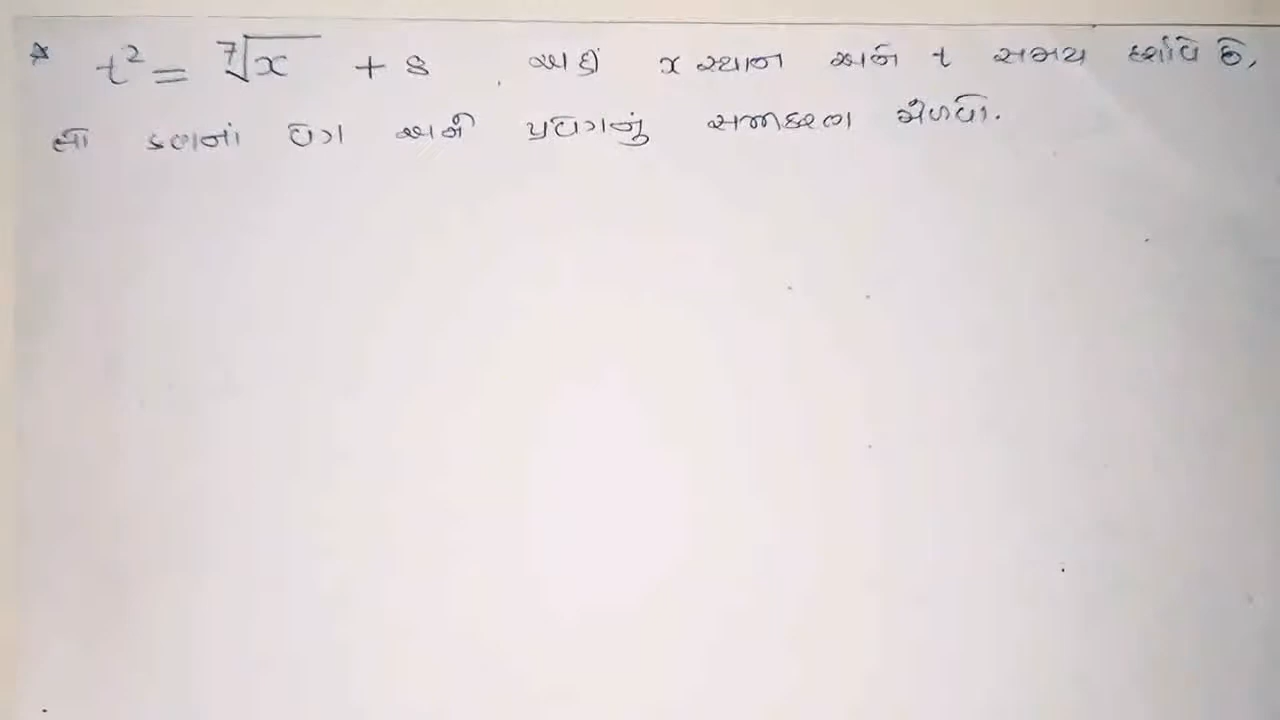 * t² = ⁷√x + 8 . અહીં x સ્થાન અને t સમય દર્શાવે છે,
તો કણનાં વેગ અને પ્રવેગનું સમીકરણ મેળવો.